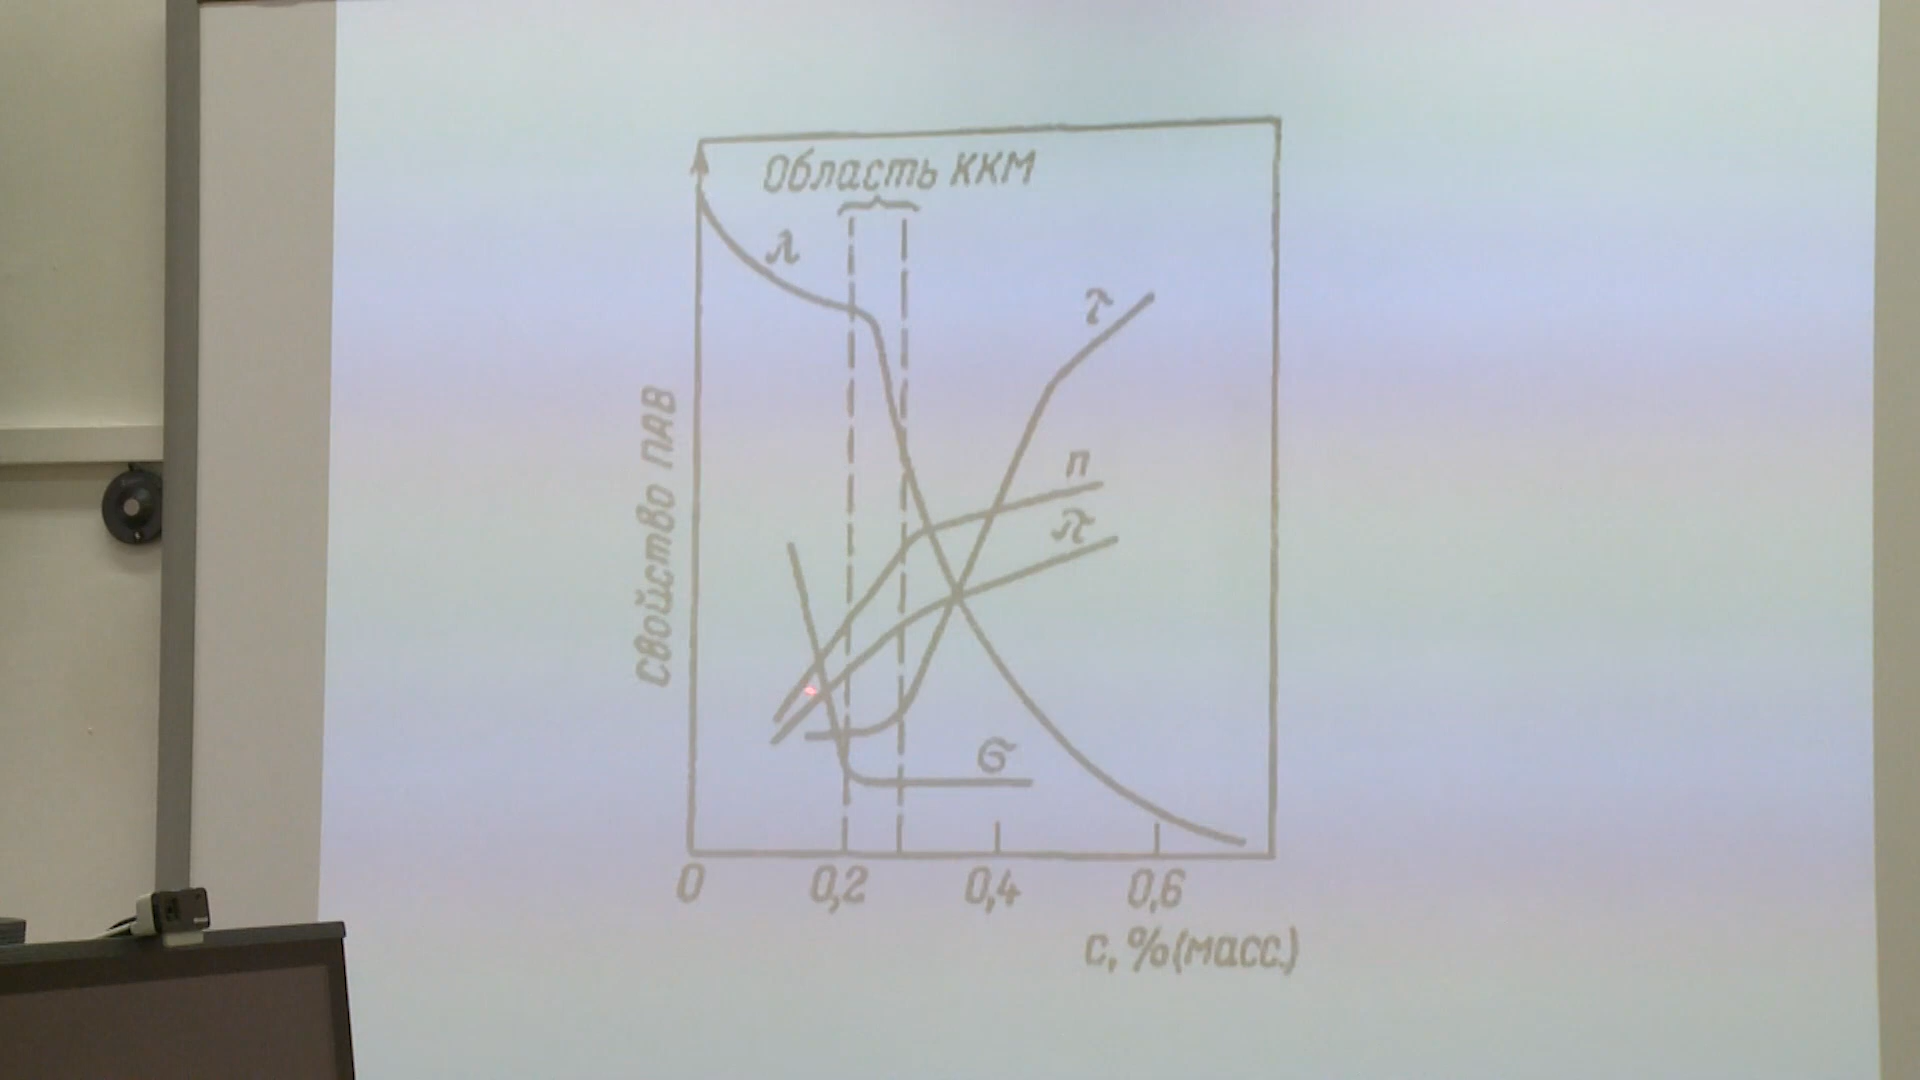 Область ККМ
λ
τ
п
π
σ
Свойство ПАВ
0 0,2 0,4 0,6
с, % (масс.)